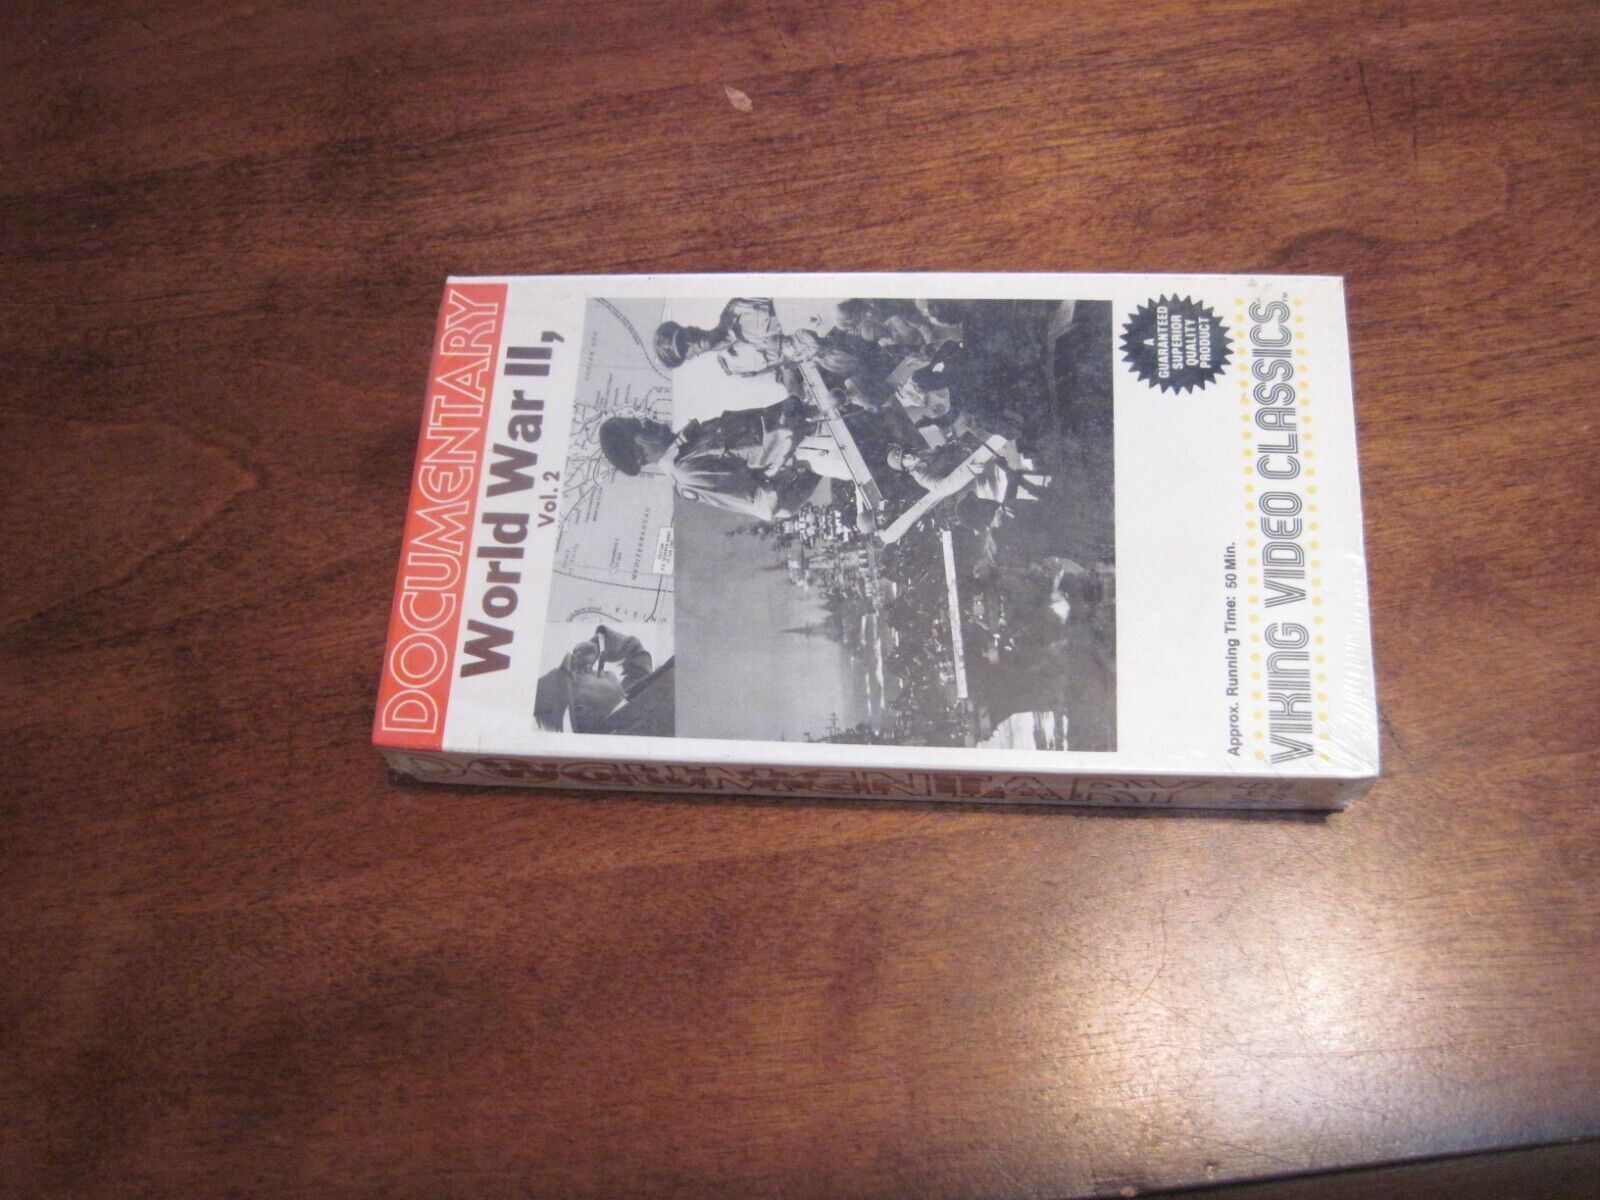 DOCUMENTARY
World War II,
Vol. 2
MEDITERRANEAN
A
GUARANTEED
SUPERIOR
QUALITY
PRODUCT
Approx. Running Time: 50 Min.
VIKING VIDEO CLASSICS™
DOCUMENTARY